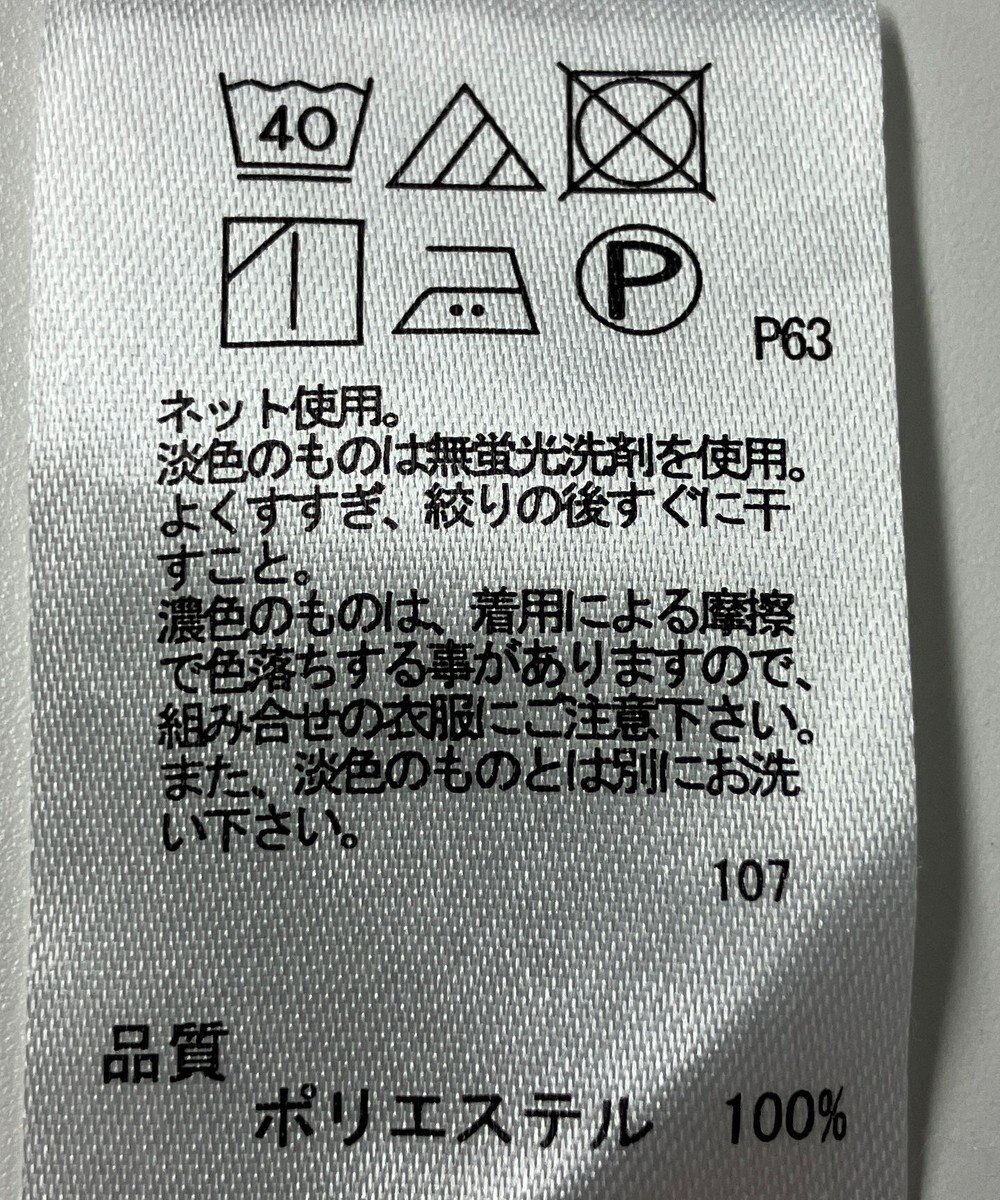 40
P
P63
ネット使用。
淡色のものは無蛍光洗剤を使用。
よくすすぎ、絞りの後すぐに干
すこと。
濃色のものは、着用による摩擦
で色落ちする事がありますので、
組み合せの衣服にご注意下さい。
また、淡色のものとは別にお洗
い下さい。
107
品質
ポリエステル 100%